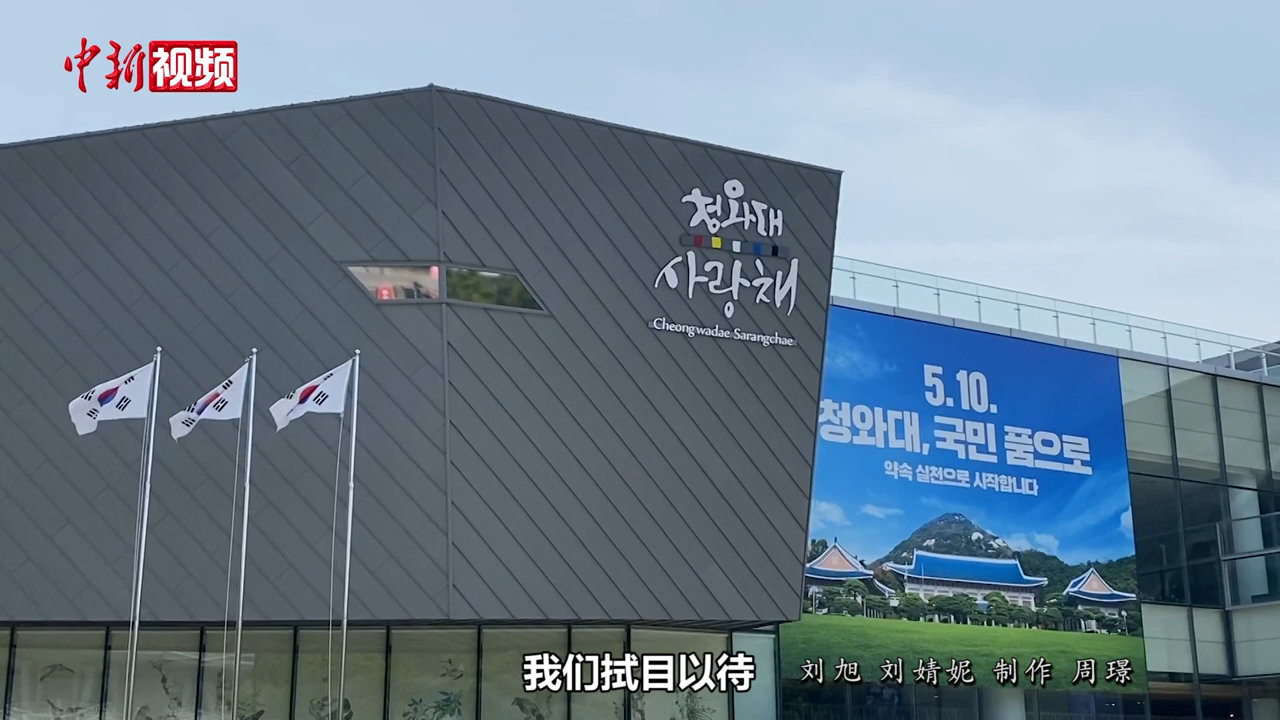 中新视频
청와대
사랑채
Cheongwadae Sarangchae
5.10.
청와대, 국민 품으로
약속 실천으로 시작합니다
我们拭目以待
刘旭 刘婧妮 制作 周璟